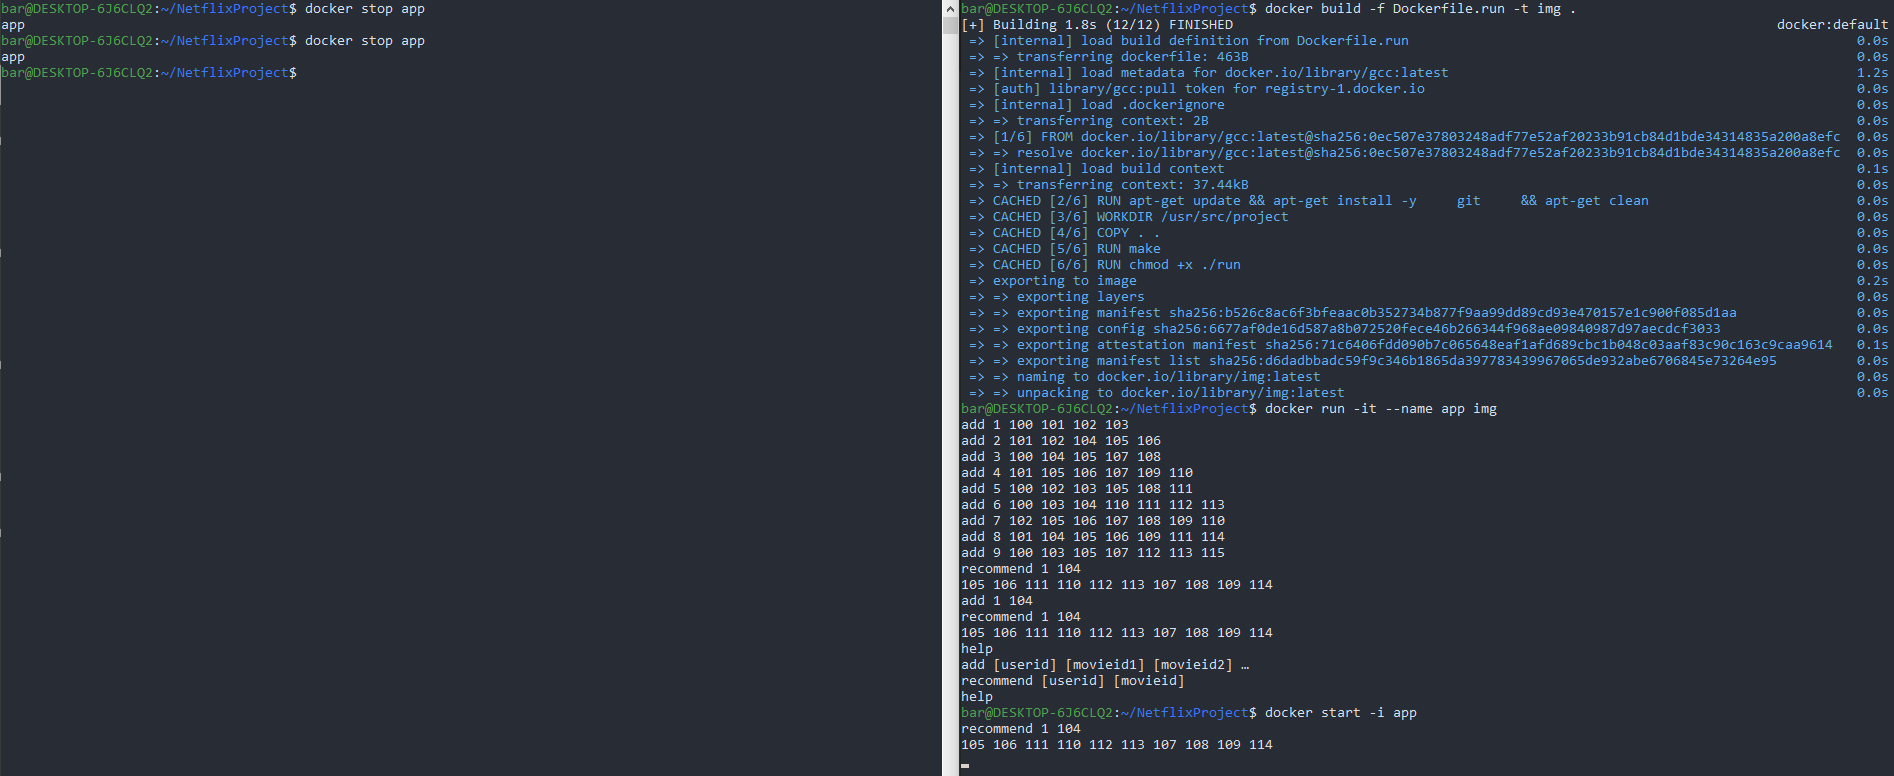 bar@DESKTOP-6J6CLQ2:~/NetflixProject$ docker stop app
app
bar@DESKTOP-6J6CLQ2:~/NetflixProject$ docker stop app
app
bar@DESKTOP-6J6CLQ2:~/NetflixProject$
bar@DESKTOP-6J6CLQ2:~/NetflixProject$ docker build -f Dockerfile.run -t img .
[+] Building 1.8s (12/12) FINISHED docker:default
=> [internal] load build definition from Dockerfile.run 0.0s
=> => transferring dockerfile: 463B 0.0s
=> [internal] load metadata for docker.io/library/gcc:latest 1.2s
=> [auth] library/gcc:pull token for registry-1.docker.io 0.0s
=> [internal] load .dockerignore 0.0s
=> => transferring context: 2B 0.0s
=> [1/6] FROM docker.io/library/gcc:latest@sha256:0ec507e37803248adf77e52af20233b91cb84d1bde34314835a200a8efc 0.0s
=> => resolve docker.io/library/gcc:latest@sha256:0ec507e37803248adf77e52af20233b91cb84d1bde34314835a200a8efc 0.0s
=> [internal] load build context 0.1s
=> => transferring context: 37.44kB 0.0s
=> CACHED [2/6] RUN apt-get update && apt-get install -y git && apt-get clean 0.0s
=> CACHED [3/6] WORKDIR /usr/src/project 0.0s
=> CACHED [4/6] COPY . . 0.0s
=> CACHED [5/6] RUN make 0.0s
=> CACHED [6/6] RUN chmod +x ./run 0.0s
=> exporting to image 0.2s
=> => exporting layers 0.0s
=> => exporting manifest sha256:b526c8ac6f3bfeaac0b352734b877f9aa99dd89cd93e470157e1c900f085d1aa 0.0s
=> => exporting config sha256:6677af0de16d587a8b072520fece46b266344f968ae09840987d97aecdcf3033 0.0s
=> => exporting attestation manifest sha256:71c6406fdd090b7c065648eaf1afd689cbc1b048c03aaf83c90c163c9caa9614 0.1s
=> => exporting manifest list sha256:d6dadbbadc59f9c346b1865da397783439967065de932abe6706845e73264e95 0.0s
=> => naming to docker.io/library/img:latest 0.0s
=> => unpacking to docker.io/library/img:latest 0.0s
bar@DESKTOP-6J6CLQ2:~/NetflixProject$ docker run -it --name app img
add 1 100 101 102 103
add 2 101 102 104 105 106
add 3 100 104 105 107 108
add 4 101 105 106 107 109 110
add 5 100 102 103 105 108 111
add 6 100 103 104 110 111 112 113
add 7 102 105 106 107 108 109 110
add 8 101 104 105 106 109 111 114
add 9 100 103 105 107 112 113 115
recommend 1 104
105 106 111 110 112 113 107 108 109 114
add 1 104
recommend 1 104
105 106 111 110 112 113 107 108 109 114
help
add [userid] [movieid1] [movieid2] …
recommend [userid] [movieid]
help
bar@DESKTOP-6J6CLQ2:~/NetflixProject$ docker start -i app
recommend 1 104
105 106 111 110 112 113 107 108 109 114